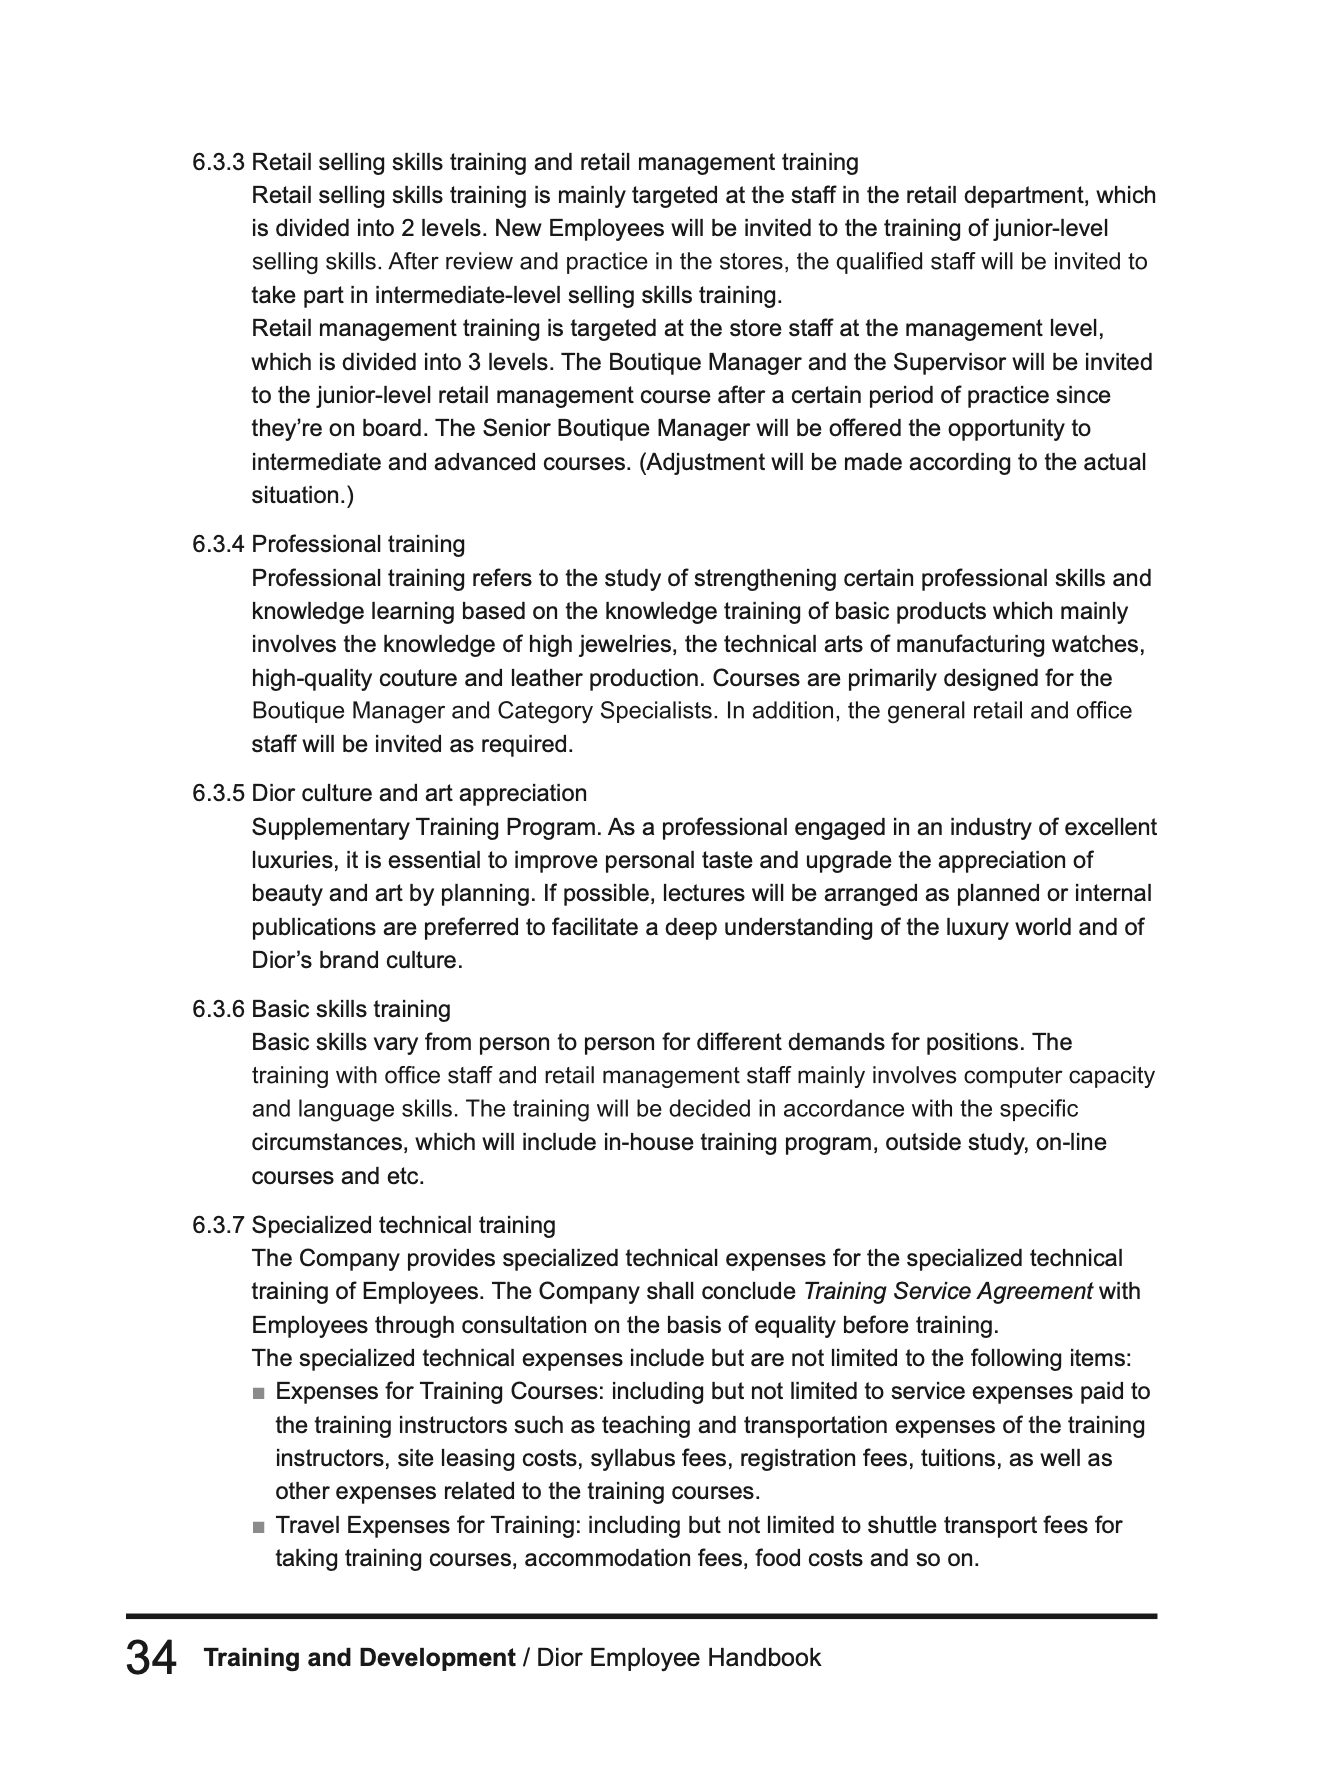 6.3.3 Retail selling skills training and retail management training
Retail selling skills training is mainly targeted at the staff in the retail department, which
is divided into 2 levels. New Employees will be invited to the training of junior-level
selling skills. After review and practice in the stores, the qualified staff will be invited to
take part in intermediate-level selling skills training.
Retail management training is targeted at the store staff at the management level,
which is divided into 3 levels. The Boutique Manager and the Supervisor will be invited
to the junior-level retail management course after a certain period of practice since
they’re on board. The Senior Boutique Manager will be offered the opportunity to
intermediate and advanced courses. (Adjustment will be made according to the actual
situation.)
6.3.4 Professional training
Professional training refers to the study of strengthening certain professional skills and
knowledge learning based on the knowledge training of basic products which mainly
involves the knowledge of high jewelries, the technical arts of manufacturing watches,
high-quality couture and leather production. Courses are primarily designed for the
Boutique Manager and Category Specialists. In addition, the general retail and office
staff will be invited as required.
6.3.5 Dior culture and art appreciation
Supplementary Training Program. As a professional engaged in an industry of excellent
luxuries, it is essential to improve personal taste and upgrade the appreciation of
beauty and art by planning. If possible, lectures will be arranged as planned or internal
publications are preferred to facilitate a deep understanding of the luxury world and of
Dior’s brand culture.
6.3.6 Basic skills training
Basic skills vary from person to person for different demands for positions. The
training with office staff and retail management staff mainly involves computer capacity
and language skills. The training will be decided in accordance with the specific
circumstances, which will include in-house training program, outside study, on-line
courses and etc.
6.3.7 Specialized technical training
The Company provides specialized technical expenses for the specialized technical
training of Employees. The Company shall conclude Training Service Agreement with
Employees through consultation on the basis of equality before training.
The specialized technical expenses include but are not limited to the following items:
■ Expenses for Training Courses: including but not limited to service expenses paid to
the training instructors such as teaching and transportation expenses of the training
instructors, site leasing costs, syllabus fees, registration fees, tuitions, as well as
other expenses related to the training courses.
■ Travel Expenses for Training: including but not limited to shuttle transport fees for
taking training courses, accommodation fees, food costs and so on.
34 Training and Development / Dior Employee Handbook